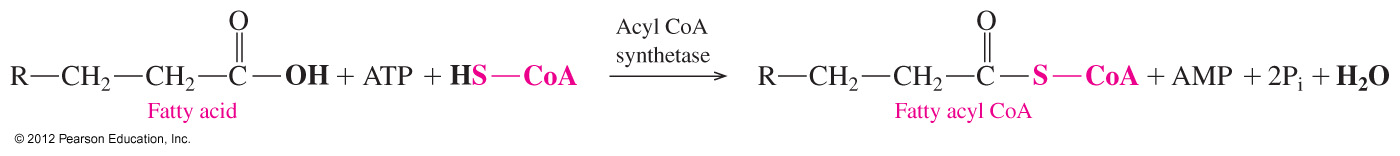 O O
Acyl CoA
synthetase
R—CH₂—CH₂—C—OH + ATP + HS—CoA R—CH₂—CH₂—C—S—CoA + AMP + 2Pᵢ + H₂O
Fatty acid Fatty acyl CoA
© 2012 Pearson Education, Inc.